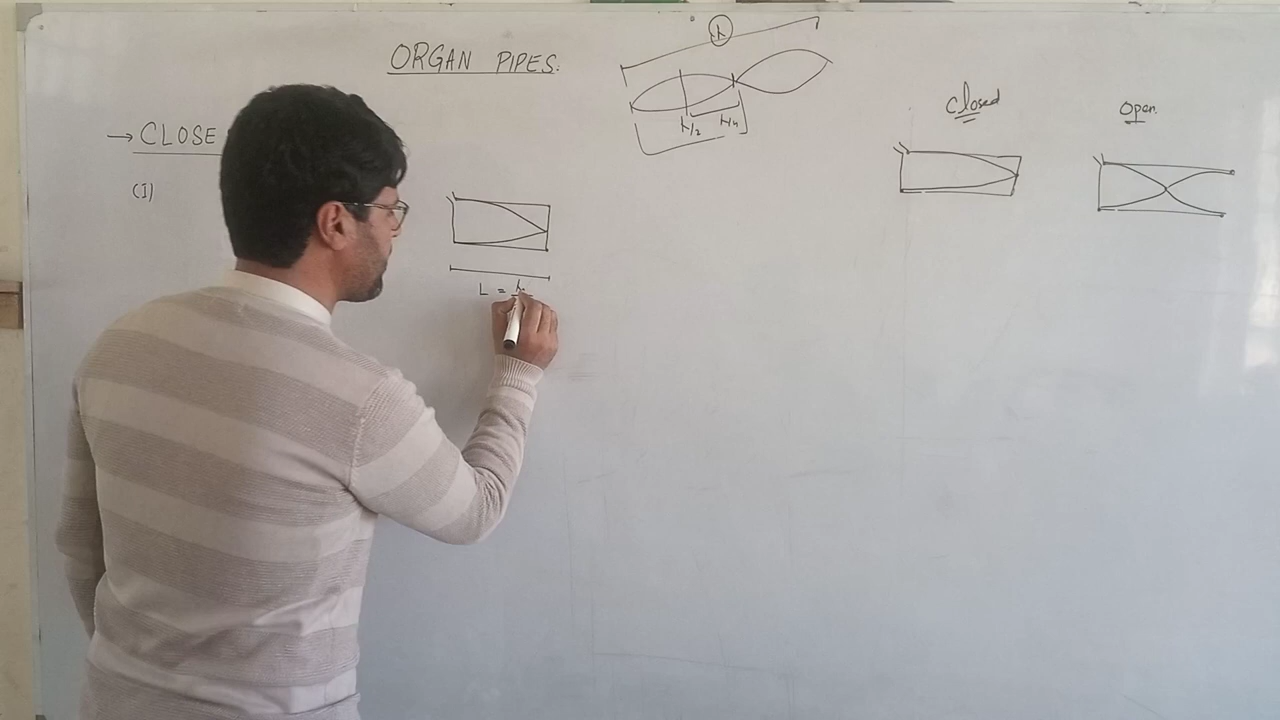 ORGAN PIPES.
λ
λ/2 λ/4
Closed
Open.
→ CLOSE
(I)
L = λ